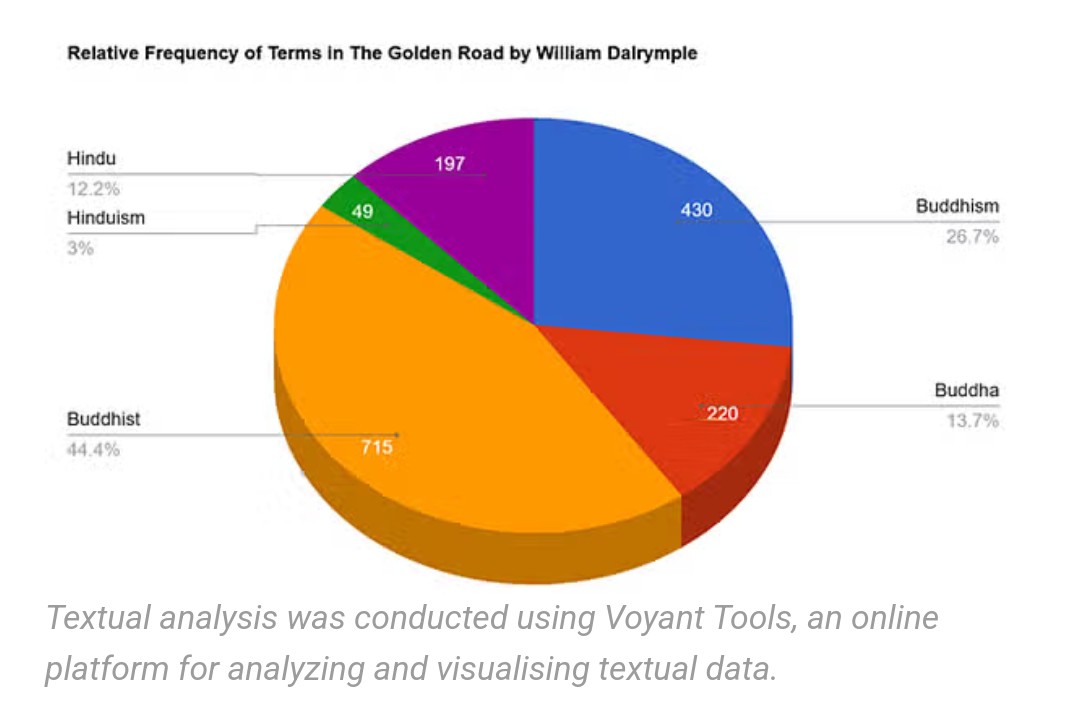 Relative Frequency of Terms in The Golden Road by William Dalrymple
Hindu
12.2%
197
Hinduism
3%
49
430
Buddhism
26.7%
Buddha
13.7%
220
Buddhist
44.4%
715
Textual analysis was conducted using Voyant Tools, an online
platform for analyzing and visualising textual data.